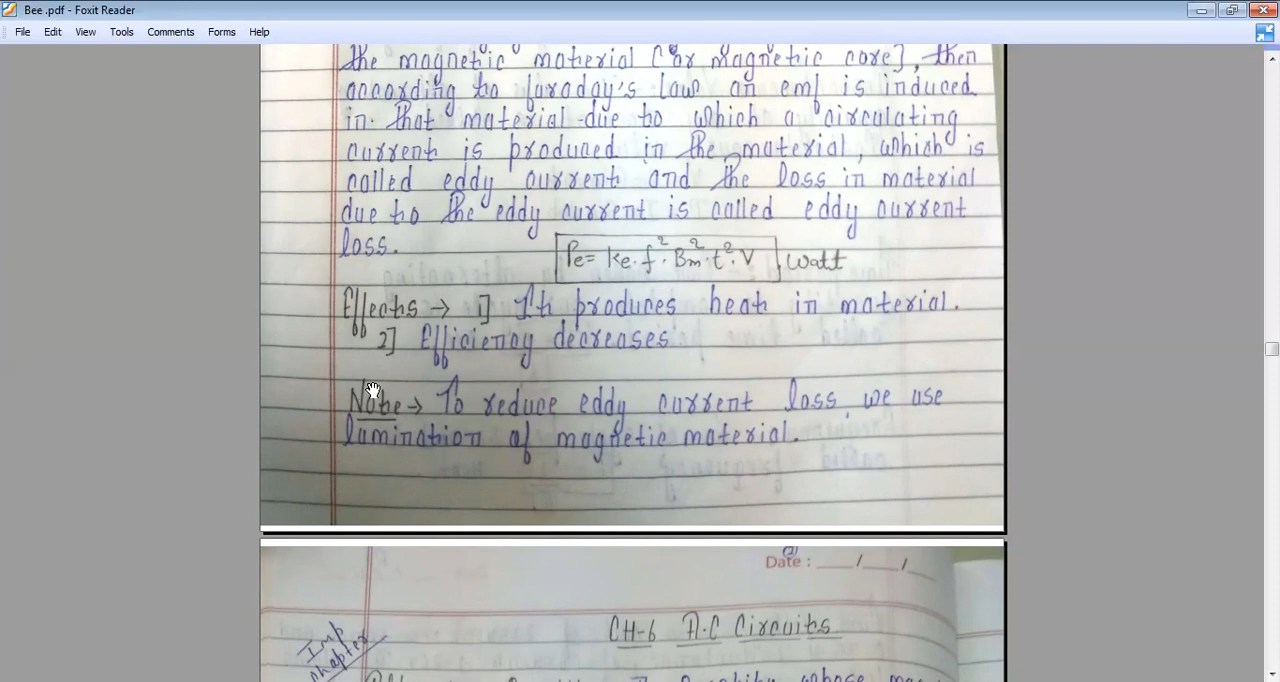 Bee .pdf - Foxit Reader
File Edit View Tools Comments Forms Help
the magnetic material [or Magnetic core], then
according to faraday's law an emf is induced
in that material due to which a circulating
current is produced in the material, which is
called eddy current and the loss in material
due to the eddy current is called eddy current
loss.
Pe = Ke·f²·Bm²·t²·V watt
Effects → 1] It produces heat in material.
2] Efficiency decreases.
Note → To reduce eddy current loss, we use
lamination of magnetic material.
(2)
Date : ___/___/___
CH-6 A.C Circuits
Imp
chapter